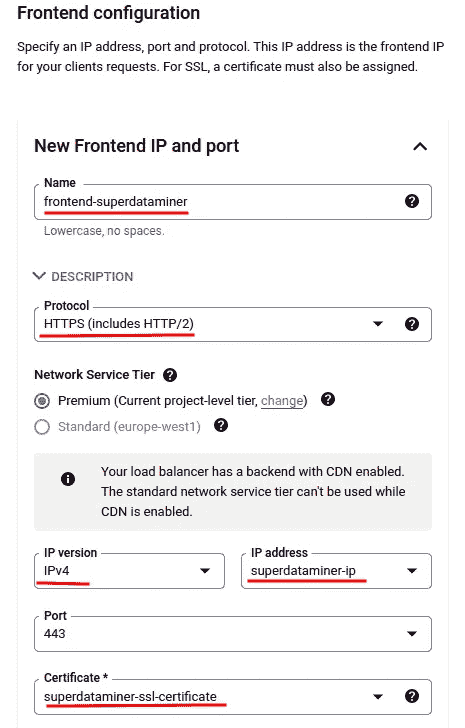 Frontend configuration
Specify an IP address, port and protocol. This IP address is the frontend IP
for your clients requests. For SSL, a certificate must also be assigned.
New Frontend IP and port
Name
frontend-superdataminer
Lowercase, no spaces.
DESCRIPTION
Protocol
HTTPS (includes HTTP/2)
Network Service Tier
Premium (Current project-level tier, change)
Standard (europe-west1)
Your load balancer has a backend with CDN enabled.
The standard network service tier can't be used while
CDN is enabled.
IP version
IPv4
IP address
superdataminer-ip
Port
443
Certificate *
superdataminer-ssl-certificate